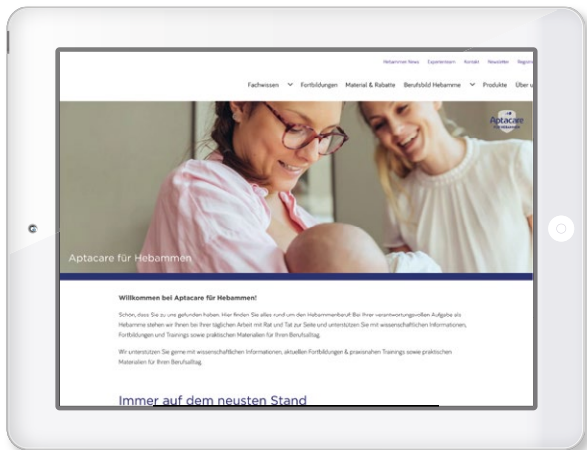 Hebammen News Expertenteam Kontakt Newsletter
Fachwissen Fortbildungen Material & Rabatte Berufsbild Hebamme Produkte Über
Aptacare
für Hebammen
Aptacare für Hebammen
Willkommen bei Aptacare für Hebammen!
Schön, dass Sie zu uns gefunden haben. Hier finden Sie alles rund um den Hebammenberuf! Bei Ihrer verantwortungsvollen Aufgabe als
Hebamme stehen wir Ihnen bei Ihrer täglichen Arbeit mit Rat und Tat zur Seite und unterstützen Sie mit wissenschaftlichen Informationen,
Fortbildungen und Trainings sowie praktischen Materialien für Ihren Berufsalltag.
Wir unterstützen Sie gerne mit wissenschaftlichen Informationen, aktuellen Fortbildungen & praxisnahen Trainings sowie praktischen
Materialien für Ihren Berufsalltag.
Immer auf dem neusten Stand